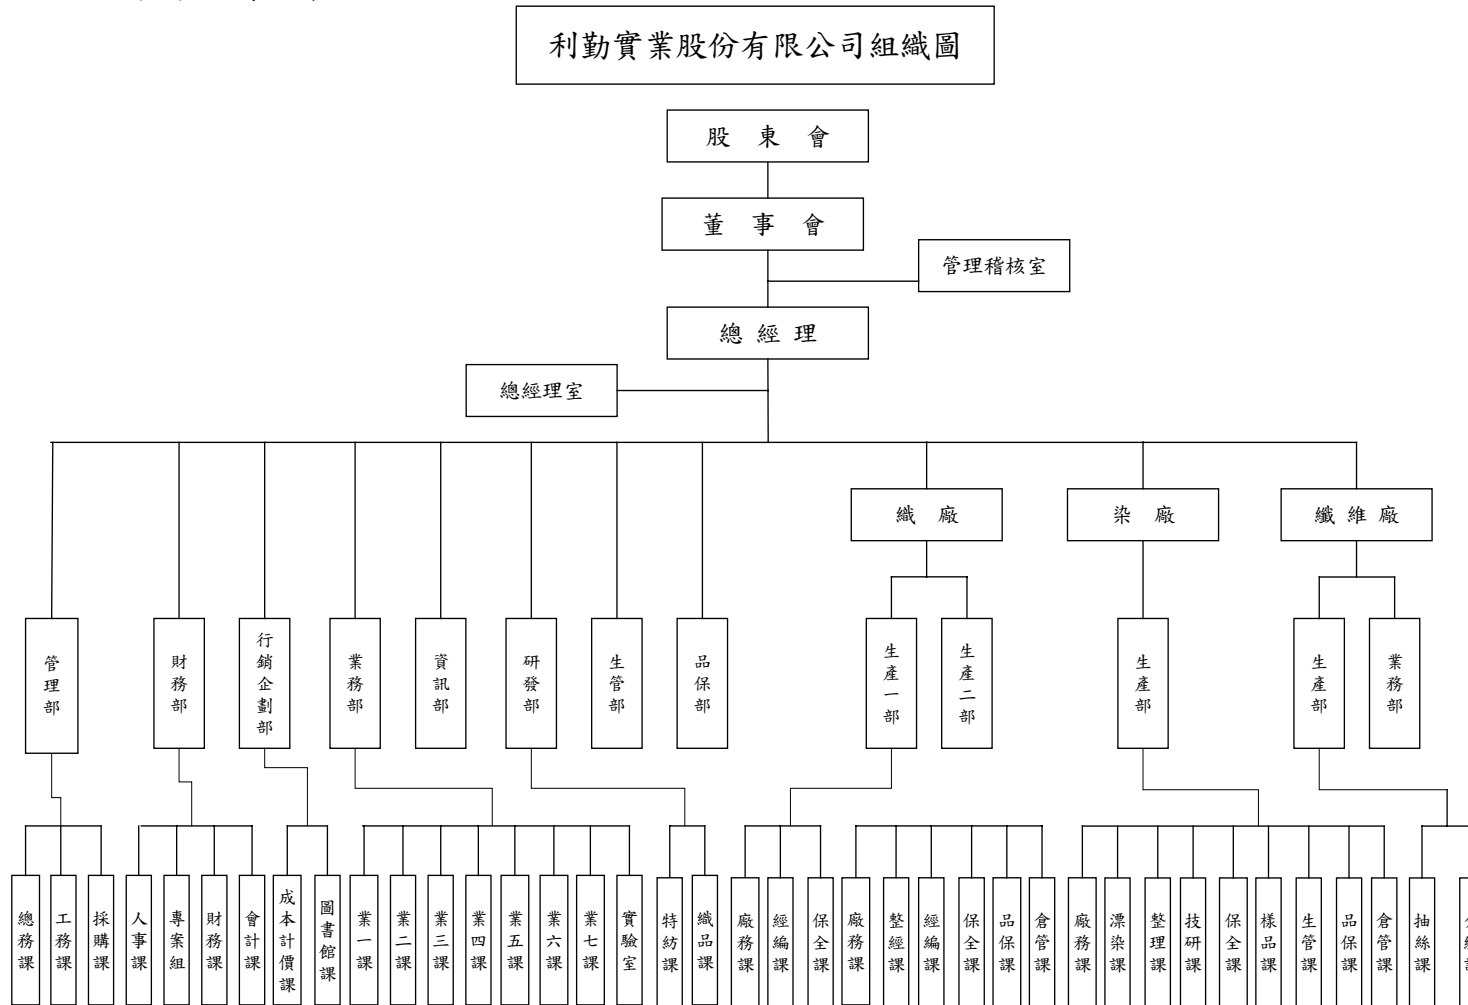 利勤實業股份有限公司組織圖
股東會
董事會
管理稽核室
總經理
總經理室
織廠
染廠
纖維廠
管理部
財務部
行銷企劃部
業務部
資訊部
研發部
生管部
品保部
生產一部
生產二部
生產部
生產部
業務部
總務課
工務課
採購課
人事課
專案組
財務課
會計課
成本計價課
圖書館課
業一課
業二課
業三課
業四課
業五課
業六課
業七課
實驗室
特紡課
織品課
廠務課
經編課
保全課
廠務課
整經課
經編課
保全課
品保課
倉管課
廠務課
漂染課
整理課
技研課
保全課
樣品課
生管課
品保課
倉管課
抽絲課